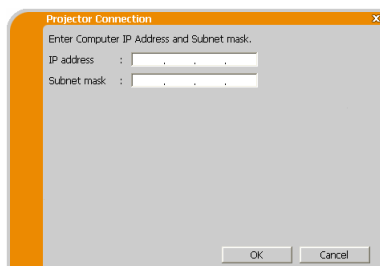 Projector Connection x
Enter Computer IP Address and Subnet mask.
IP address : . . .
Subnet mask : . . .
OK Cancel